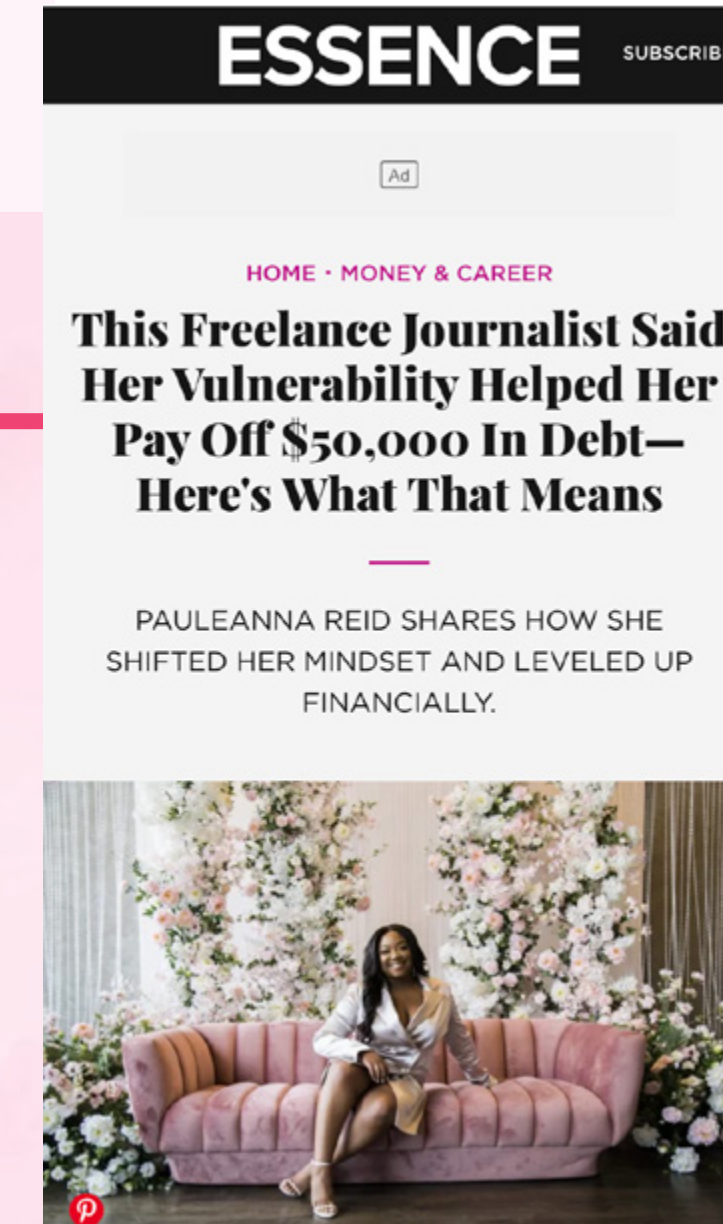 ESSENCE
SUBSCRIB
Ad
HOME · MONEY & CAREER
This Freelance Journalist Said
Her Vulnerability Helped Her
Pay Off $50,000 In Debt—
Here's What That Means
PAULEANNA REID SHARES HOW SHE
SHIFTED HER MINDSET AND LEVELED UP
FINANCIALLY.